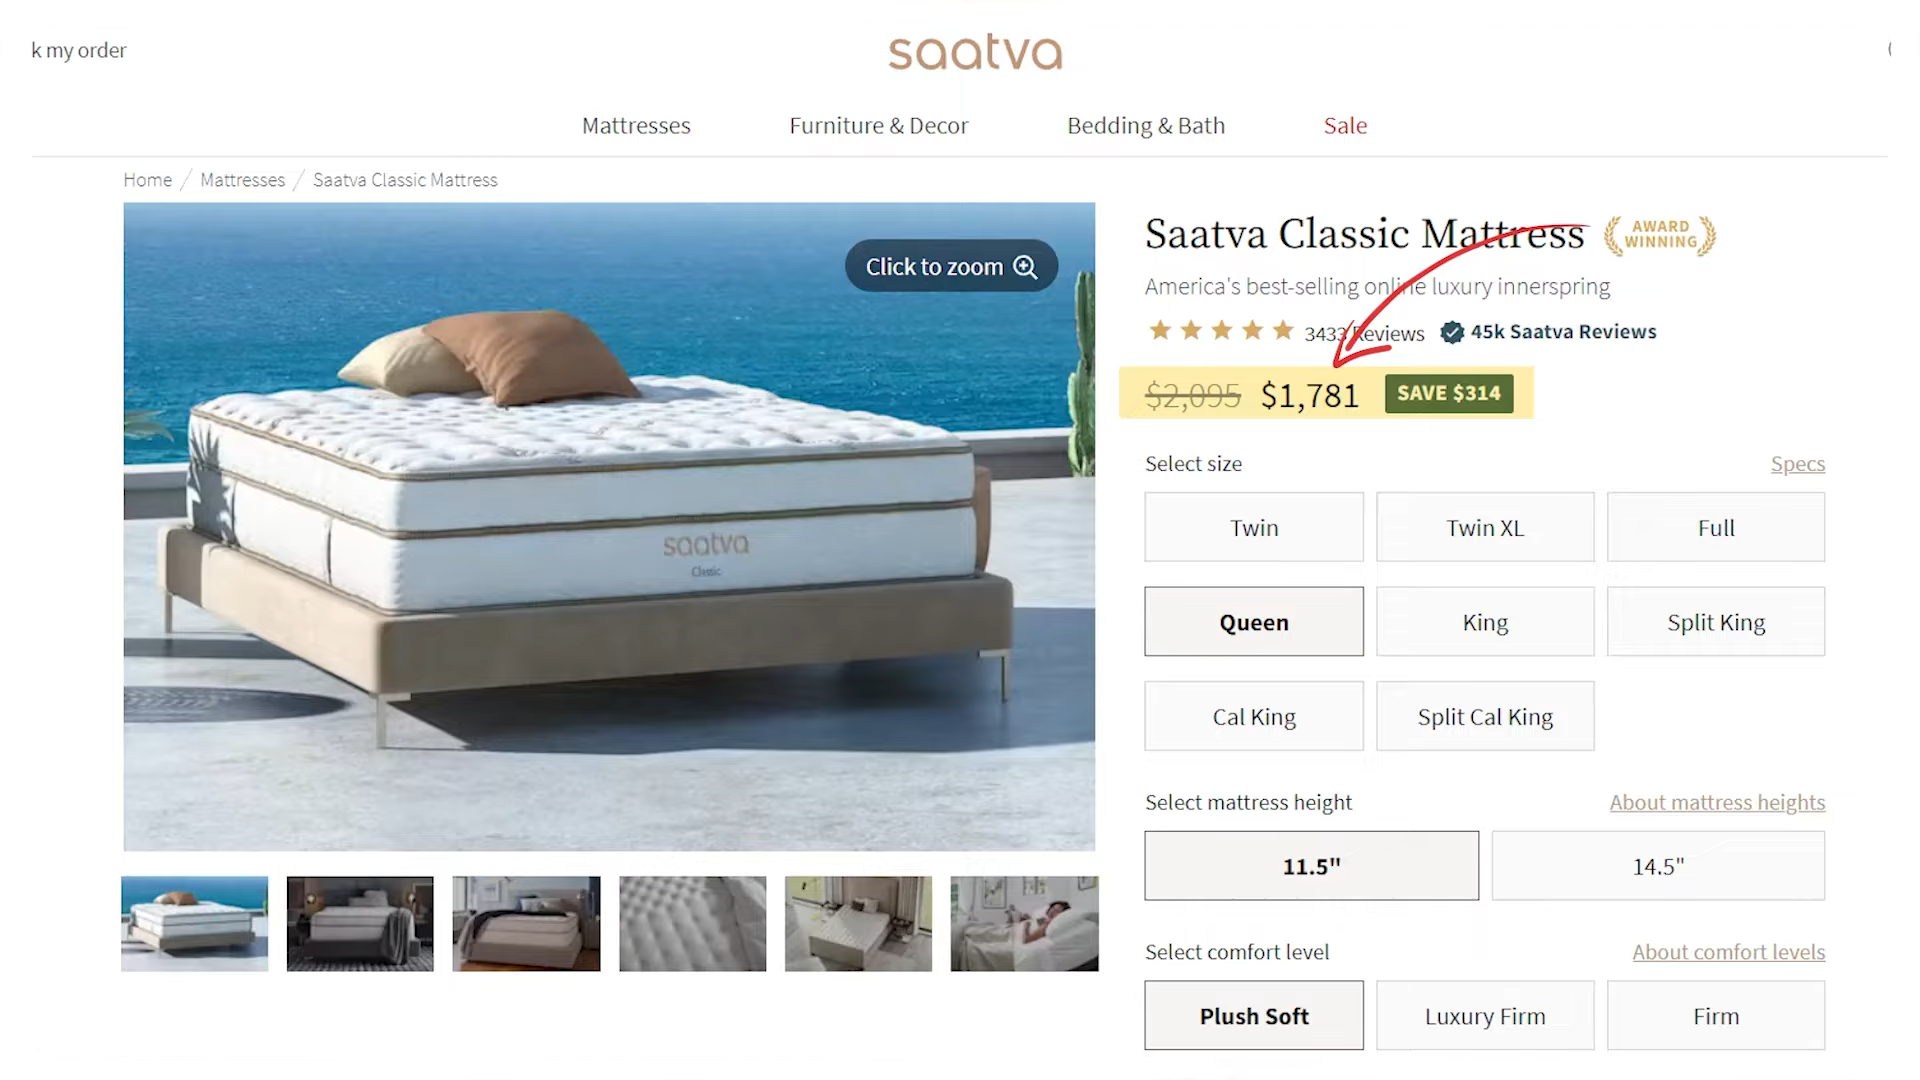 k my order
saatva
Mattresses
Furniture & Decor
Bedding & Bath
Sale
Home / Mattresses / Saatva Classic Mattress
Click to zoom
saatva
Classic
Saatva Classic Mattress
AWARD
WINNING
America's best-selling online luxury innerspring
3433 Reviews
45k Saatva Reviews
$2,095 $1,781 SAVE $314
Select size
Specs
Twin
Twin XL
Full
Queen
King
Split King
Cal King
Split Cal King
Select mattress height
About mattress heights
11.5"
14.5"
Select comfort level
About comfort levels
Plush Soft
Luxury Firm
Firm